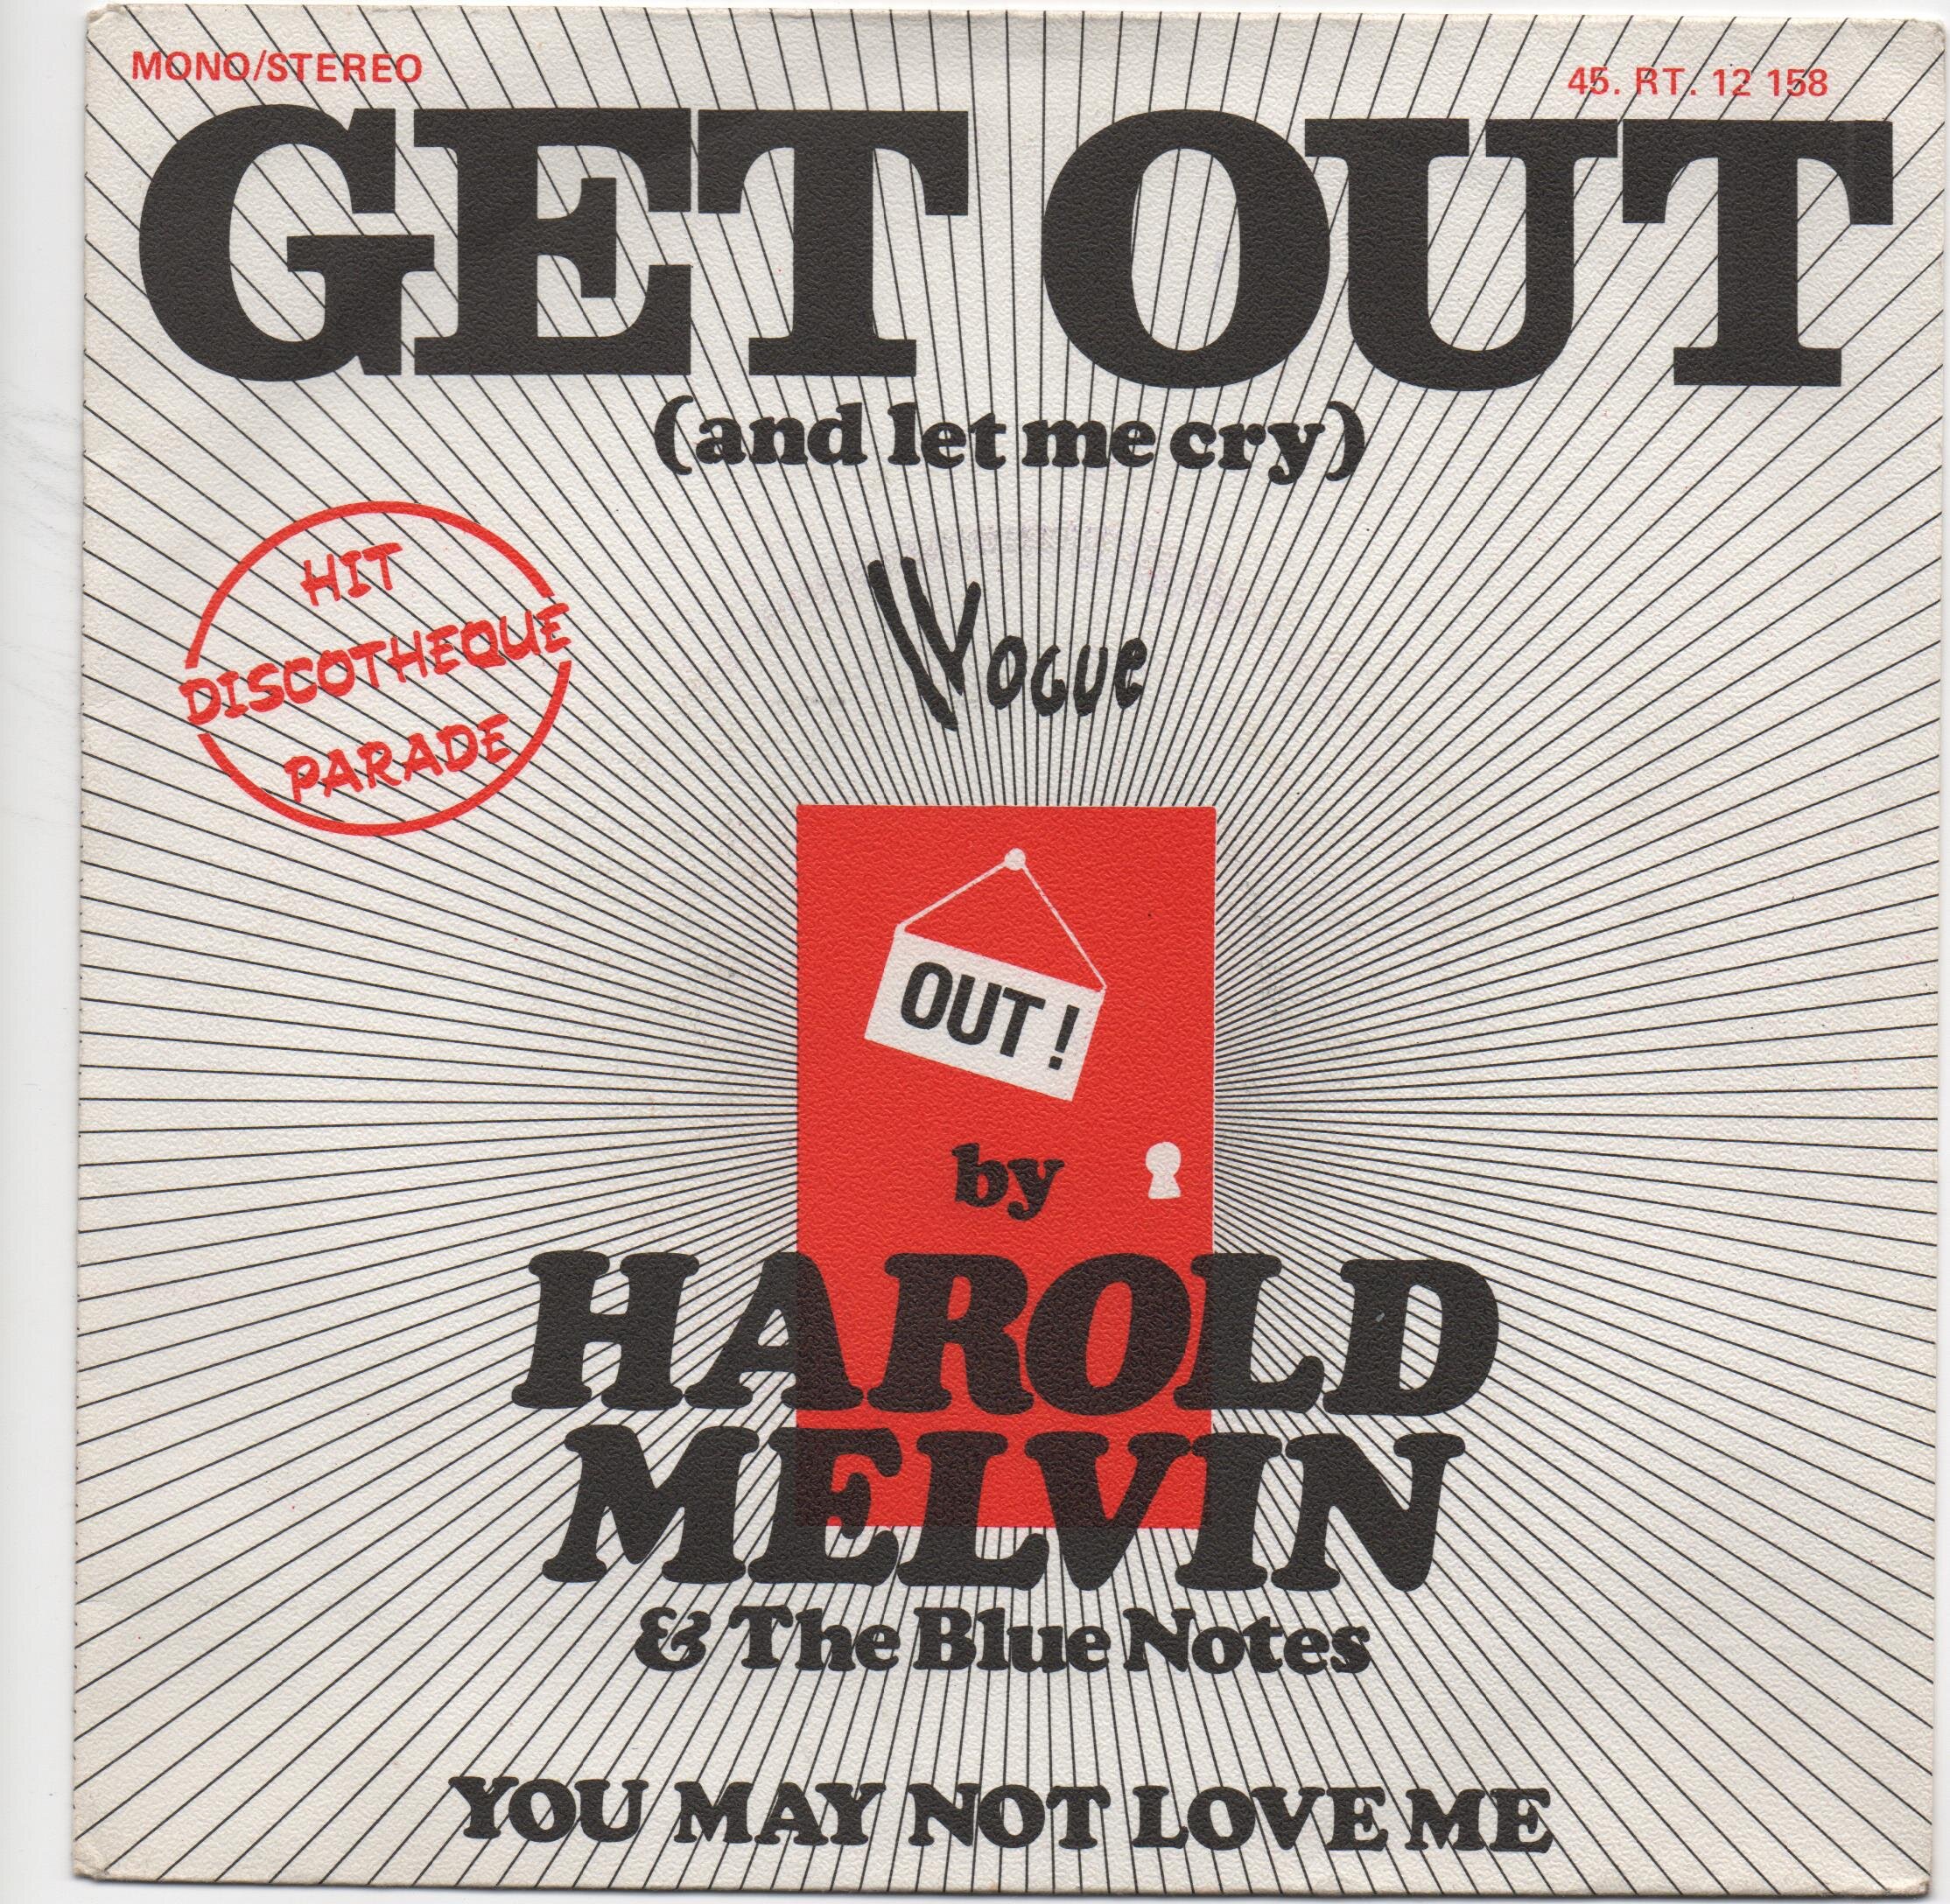 MONO/STEREO
45. RT. 12 158
GET OUT
(and let me cry)
HIT
DISCOTHEQUE
PARADE
VOGUE
OUT !
by
HAROLD
MELVIN
& The Blue Notes
YOU MAY NOT LOVE ME